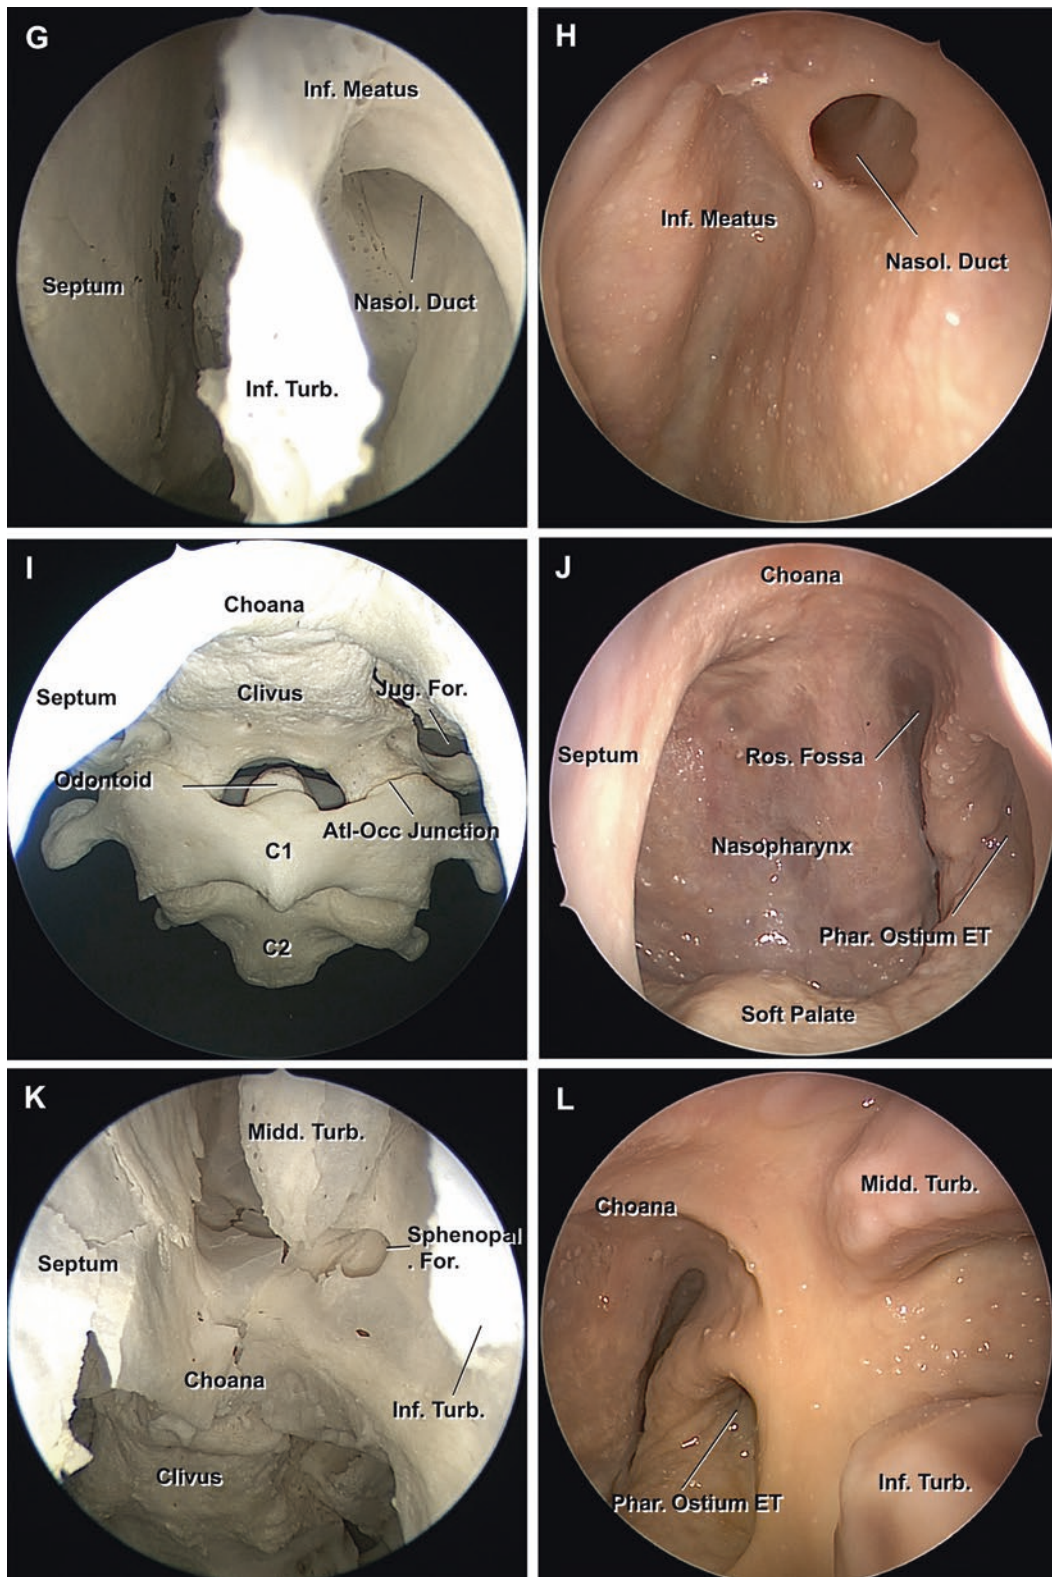 G
Inf. Meatus
Septum
Nasol. Duct
Inf. Turb.
H
Inf. Meatus
Nasol. Duct
I
Choana
Septum
Clivus
Jug. For.
Odontoid
Atl-Occ Junction
C1
C2
J
Choana
Septum
Ros. Fossa
Nasopharynx
Phar. Ostium ET
Soft Palate
K
Midd. Turb.
Septum
Sphenopal
. For.
Choana
Inf. Turb.
Clivus
L
Midd. Turb.
Choana
Phar. Ostium ET
Inf. Turb.